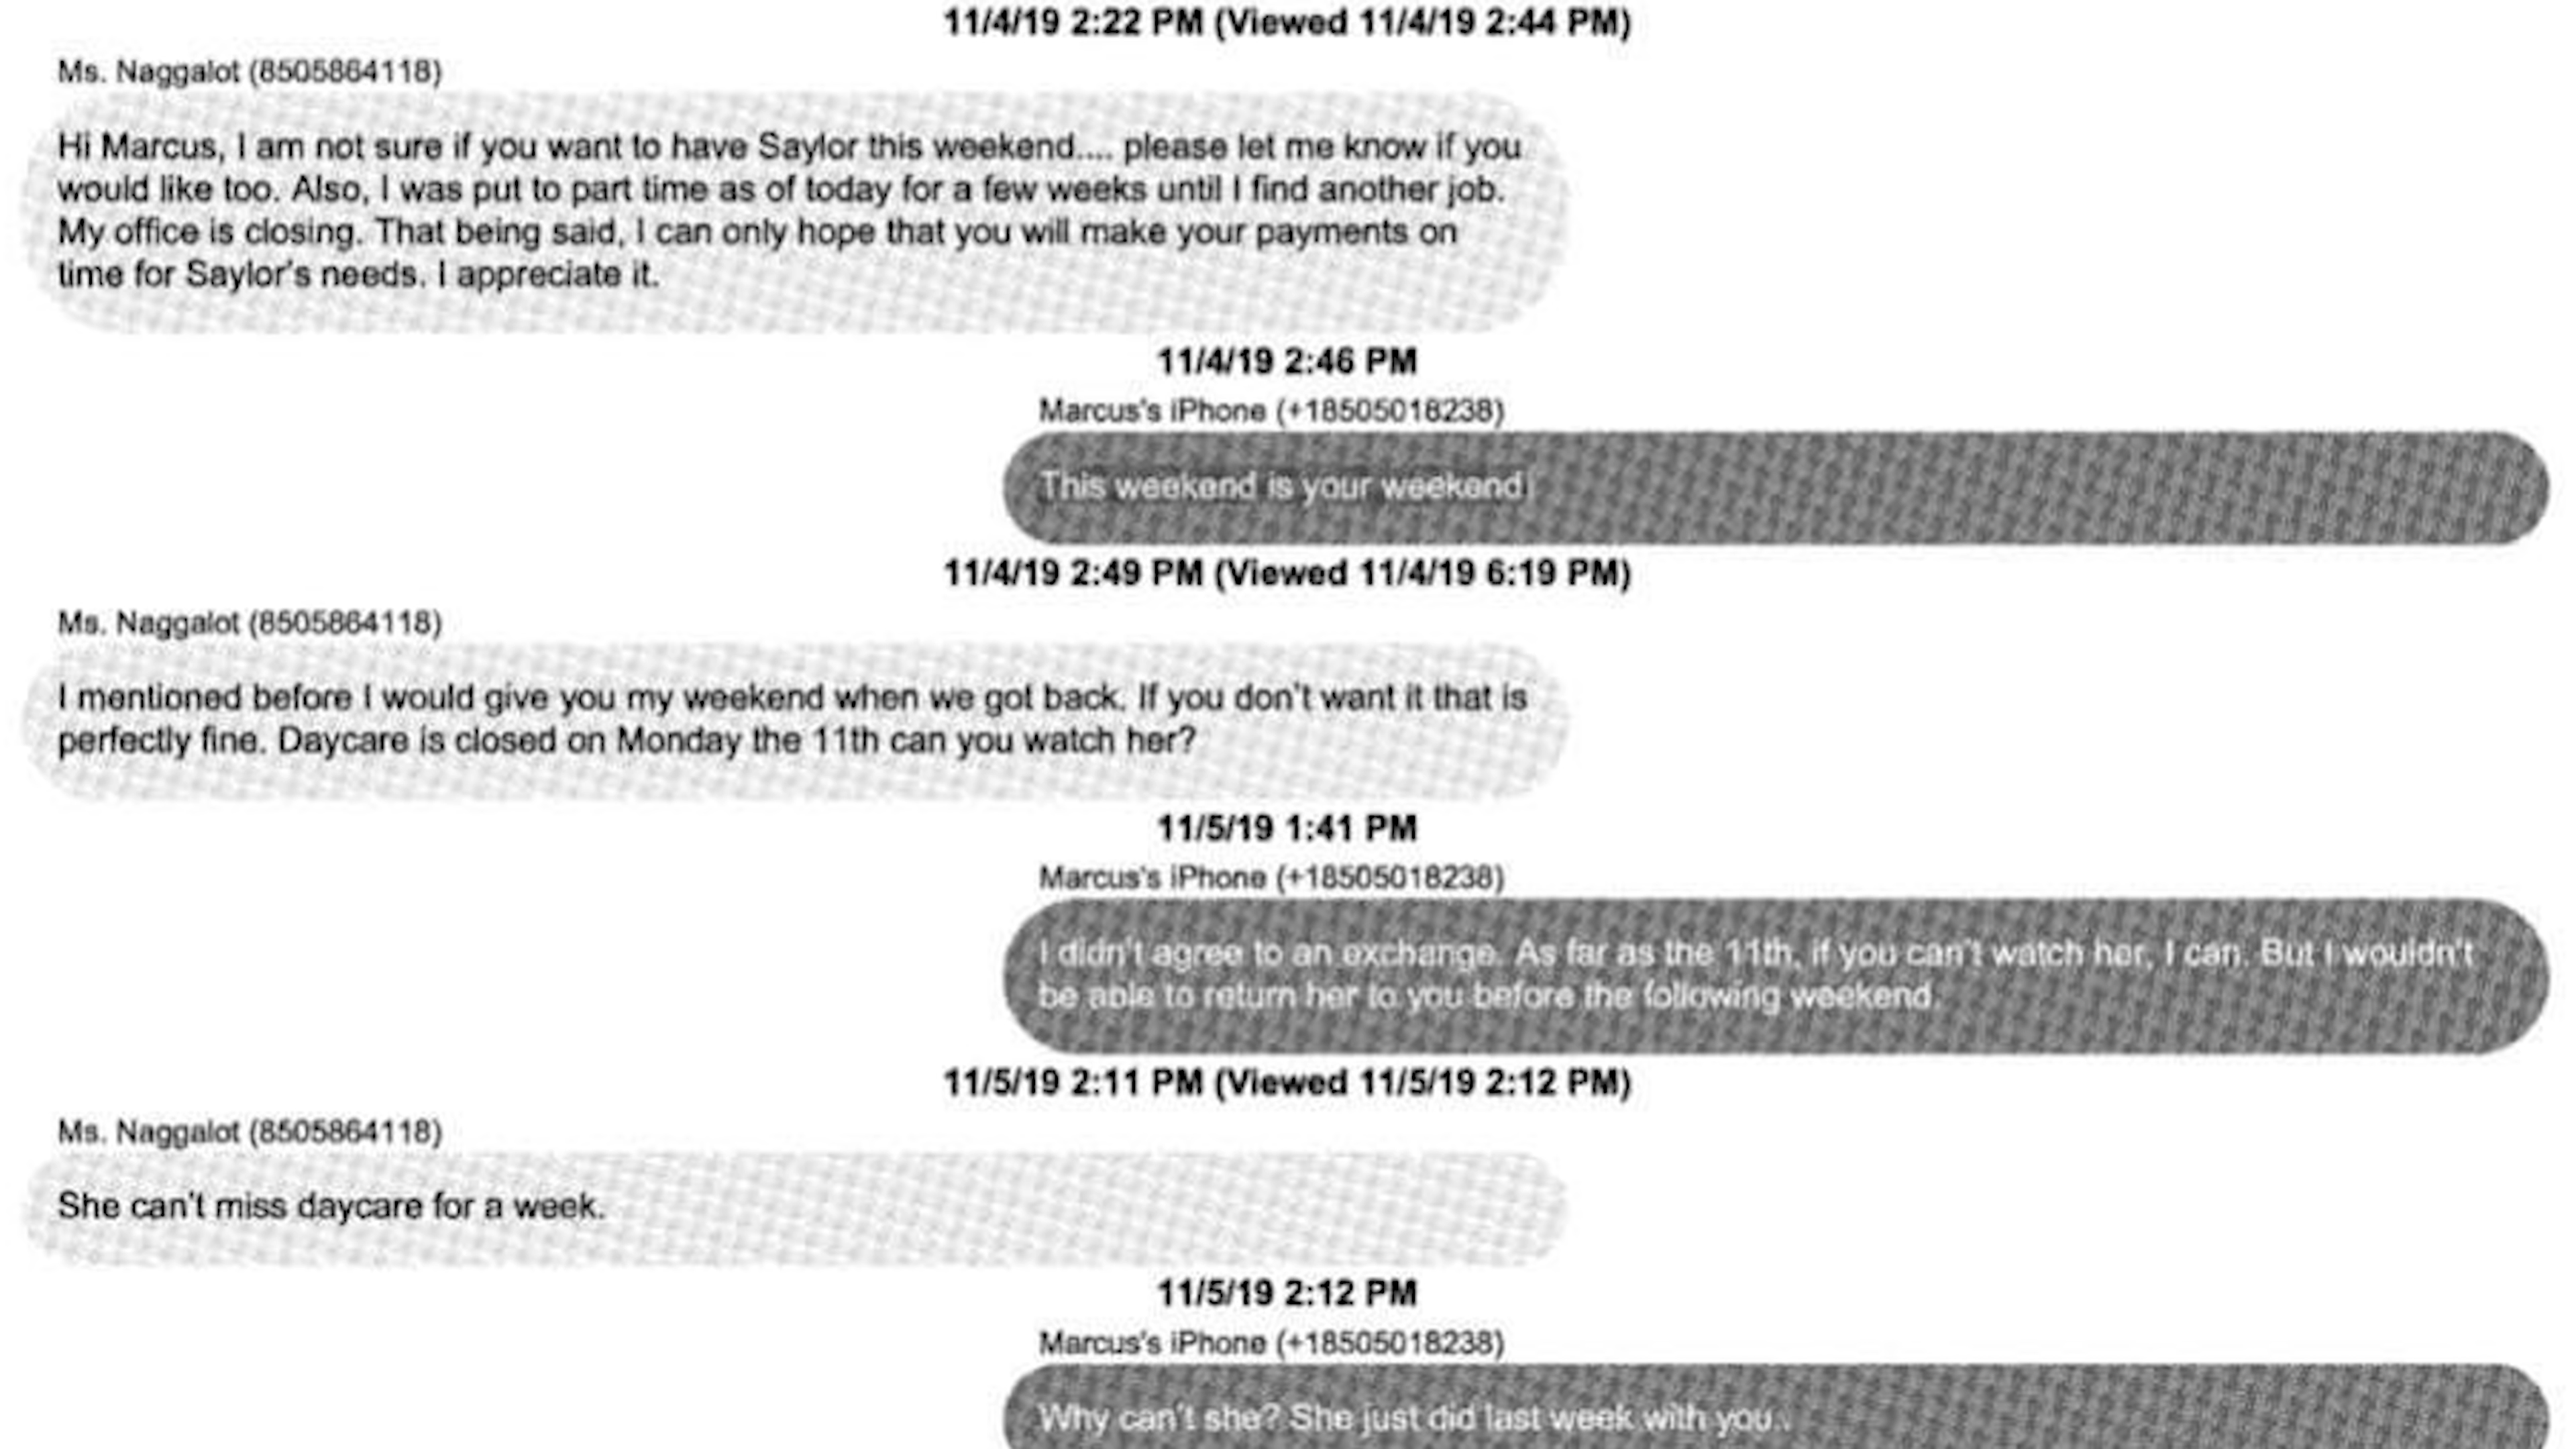 11/4/19 2:22 PM (Viewed 11/4/19 2:44 PM)
Ms. Naggalot (8505864118)
Hi Marcus, I am not sure if you want to have Saylor this weekend.... please let me know if you
would like too. Also, I was put to part time as of today for a few weeks until I find another job.
My office is closing. That being said, I can only hope that you will make your payments on
time for Saylor's needs. I appreciate it.
11/4/19 2:46 PM
Marcus's iPhone (+18505018238)
This weekend is your weekend
11/4/19 2:49 PM (Viewed 11/4/19 6:19 PM)
Ms. Naggalot (8505864118)
I mentioned before I would give you my weekend when we got back. If you don't want it that is
perfectly fine. Daycare is closed on Monday the 11th can you watch her?
11/5/19 1:41 PM
Marcus's iPhone (+18505018238)
I didn't agree to an exchange. As far as the 11th, if you can't watch her, I can. But I wouldn't
be able to return her to you before the following weekend.
11/5/19 2:11 PM (Viewed 11/5/19 2:12 PM)
Ms. Naggalot (8505864118)
She can't miss daycare for a week.
11/5/19 2:12 PM
Marcus's iPhone (+18505018238)
Why can't she? She just did last week with you..